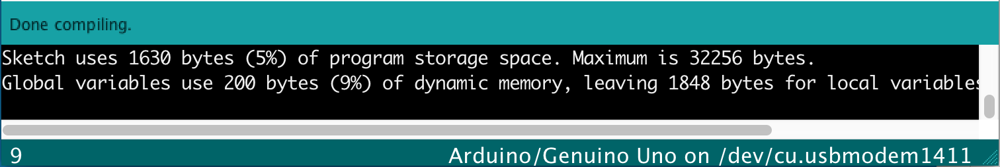 Done compiling.
Sketch uses 1630 bytes (5%) of program storage space. Maximum is 32256 bytes.
Global variables use 200 bytes (9%) of dynamic memory, leaving 1848 bytes for local variables
9
Arduino/Genuino Uno on /dev/cu.usbmodem1411